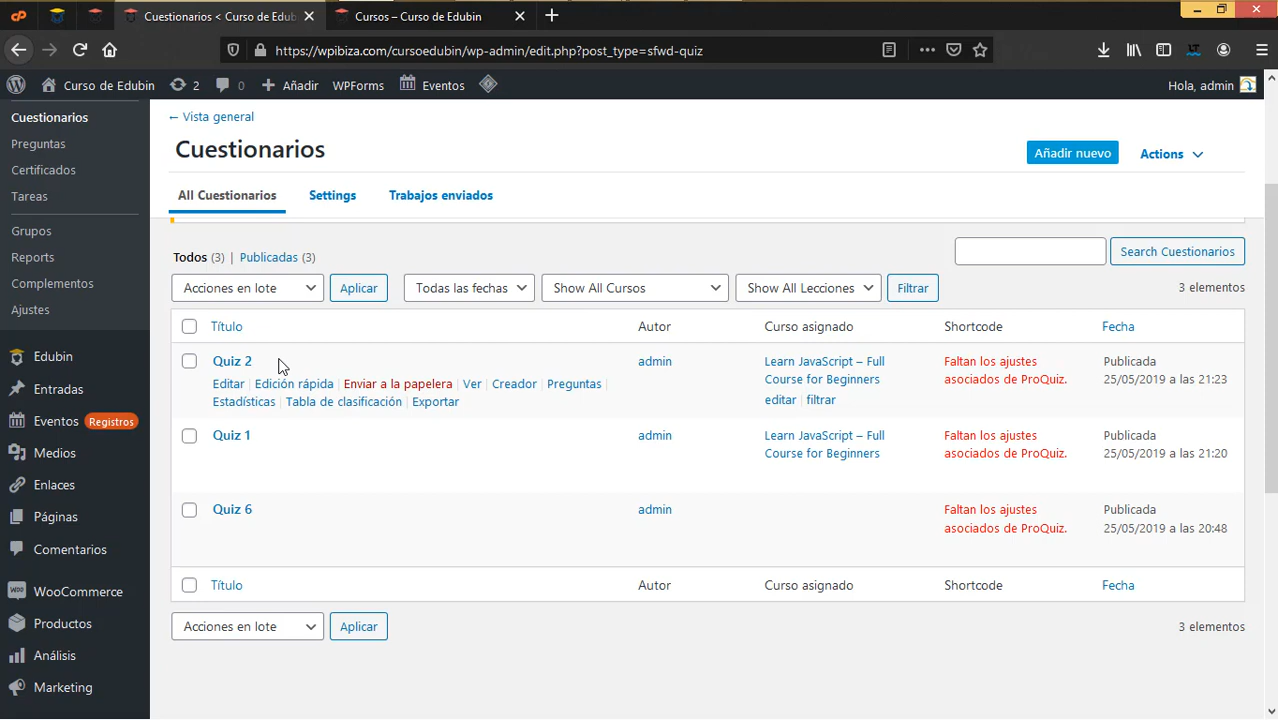 Cuestionarios < Curso de Edub
Cursos – Curso de Edubin
https://wpibiza.com/cursoedubin/wp-admin/edit.php?post_type=sfwd-quiz
Curso de Edubin 2 0 Añadir WPForms Eventos Hola, admin
Cuestionarios
Preguntas
Certificados
Tareas
Grupos
Reports
Complementos
Ajustes
Edubin
Entradas
Eventos Registros
Medios
Enlaces
Páginas
Comentarios
WooCommerce
Productos
Análisis
Marketing
← Vista general
Cuestionarios
Añadir nuevo Actions
All Cuestionarios Settings Trabajos enviados
Todos (3) | Publicadas (3)
Search Cuestionarios
Acciones en lote Aplicar Todas las fechas Show All Cursos Show All Lecciones Filtrar 3 elementos
Título Autor Curso asignado Shortcode Fecha
Quiz 2 admin Learn JavaScript – Full Faltan los ajustes Publicada
Course for Beginners asociados de ProQuiz. 25/05/2019 a las 21:23
Editar | Edición rápida | Enviar a la papelera | Ver | Creador | Preguntas |
Estadísticas | Tabla de clasificación | Exportar editar | filtrar
Quiz 1 admin Learn JavaScript – Full Faltan los ajustes Publicada
Course for Beginners asociados de ProQuiz. 25/05/2019 a las 21:20
Quiz 6 admin Faltan los ajustes Publicada
asociados de ProQuiz. 25/05/2019 a las 20:48
Título Autor Curso asignado Shortcode Fecha
Acciones en lote Aplicar 3 elementos